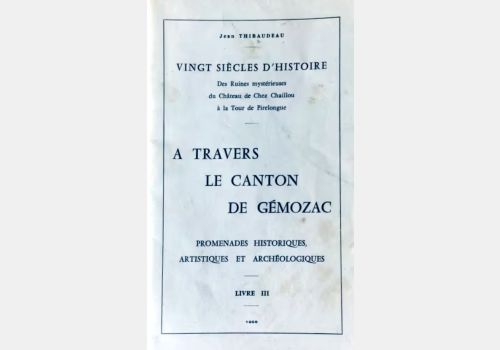 Jean THIBAUDEAU
VINGT SIÈCLES D'HISTOIRE
Des Ruines mystérieuses
du Château de Chez Chaillou
à la Tour de Pirelongue
A TRAVERS
LE CANTON
DE GÉMOZAC
PROMENADES HISTORIQUES,
ARTISTIQUES ET ARCHÉOLOGIQUES
LIVRE III